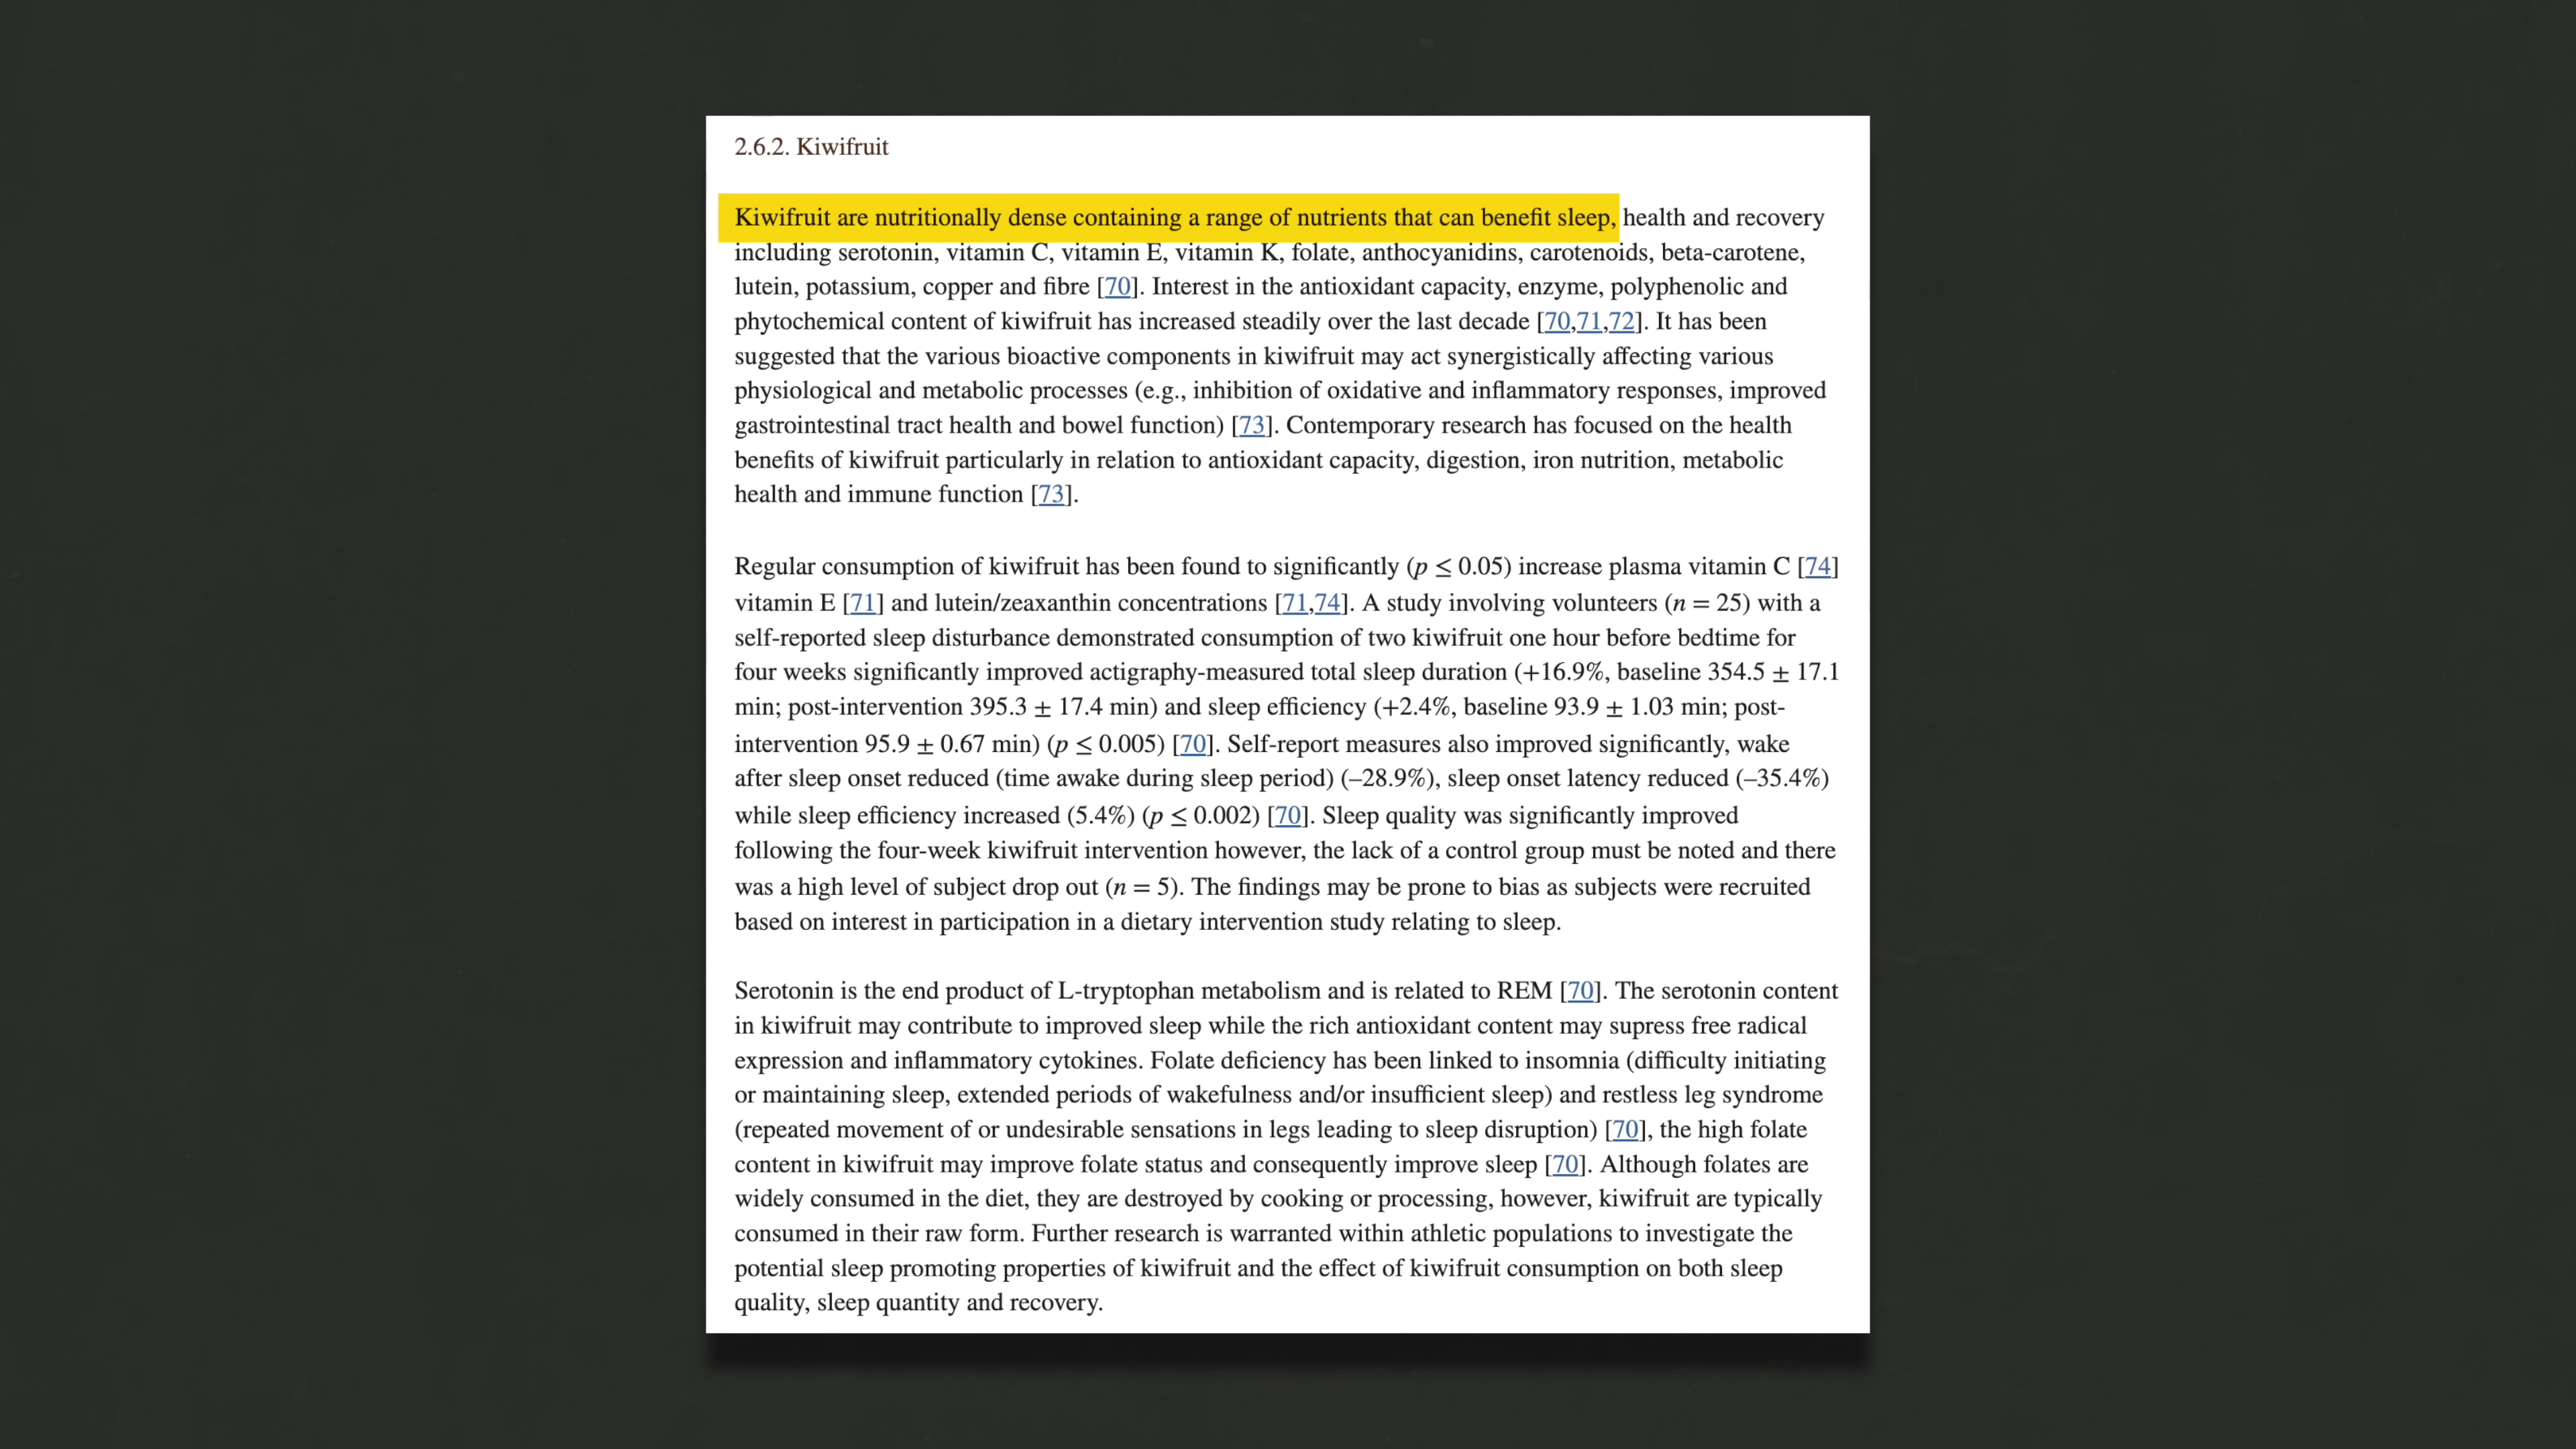 2.6.2. Kiwifruit
Kiwifruit are nutritionally dense containing a range of nutrients that can benefit sleep, health and recovery
including serotonin, vitamin C, vitamin E, vitamin K, folate, anthocyanidins, carotenoids, beta-carotene,
lutein, potassium, copper and fibre [70]. Interest in the antioxidant capacity, enzyme, polyphenolic and
phytochemical content of kiwifruit has increased steadily over the last decade [70,71,72]. It has been
suggested that the various bioactive components in kiwifruit may act synergistically affecting various
physiological and metabolic processes (e.g., inhibition of oxidative and inflammatory responses, improved
gastrointestinal tract health and bowel function) [73]. Contemporary research has focused on the health
benefits of kiwifruit particularly in relation to antioxidant capacity, digestion, iron nutrition, metabolic
health and immune function [73].
Regular consumption of kiwifruit has been found to significantly (p ≤ 0.05) increase plasma vitamin C [74]
vitamin E [71] and lutein/zeaxanthin concentrations [71,74]. A study involving volunteers (n = 25) with a
self-reported sleep disturbance demonstrated consumption of two kiwifruit one hour before bedtime for
four weeks significantly improved actigraphy-measured total sleep duration (+16.9%, baseline 354.5 ± 17.1
min; post-intervention 395.3 ± 17.4 min) and sleep efficiency (+2.4%, baseline 93.9 ± 1.03 min; post-
intervention 95.9 ± 0.67 min) (p ≤ 0.005) [70]. Self-report measures also improved significantly, wake
after sleep onset reduced (time awake during sleep period) (–28.9%), sleep onset latency reduced (–35.4%)
while sleep efficiency increased (5.4%) (p ≤ 0.002) [70]. Sleep quality was significantly improved
following the four-week kiwifruit intervention however, the lack of a control group must be noted and there
was a high level of subject drop out (n = 5). The findings may be prone to bias as subjects were recruited
based on interest in participation in a dietary intervention study relating to sleep.
Serotonin is the end product of L-tryptophan metabolism and is related to REM [70]. The serotonin content
in kiwifruit may contribute to improved sleep while the rich antioxidant content may supress free radical
expression and inflammatory cytokines. Folate deficiency has been linked to insomnia (difficulty initiating
or maintaining sleep, extended periods of wakefulness and/or insufficient sleep) and restless leg syndrome
(repeated movement of or undesirable sensations in legs leading to sleep disruption) [70], the high folate
content in kiwifruit may improve folate status and consequently improve sleep [70]. Although folates are
widely consumed in the diet, they are destroyed by cooking or processing, however, kiwifruit are typically
consumed in their raw form. Further research is warranted within athletic populations to investigate the
potential sleep promoting properties of kiwifruit and the effect of kiwifruit consumption on both sleep
quality, sleep quantity and recovery.